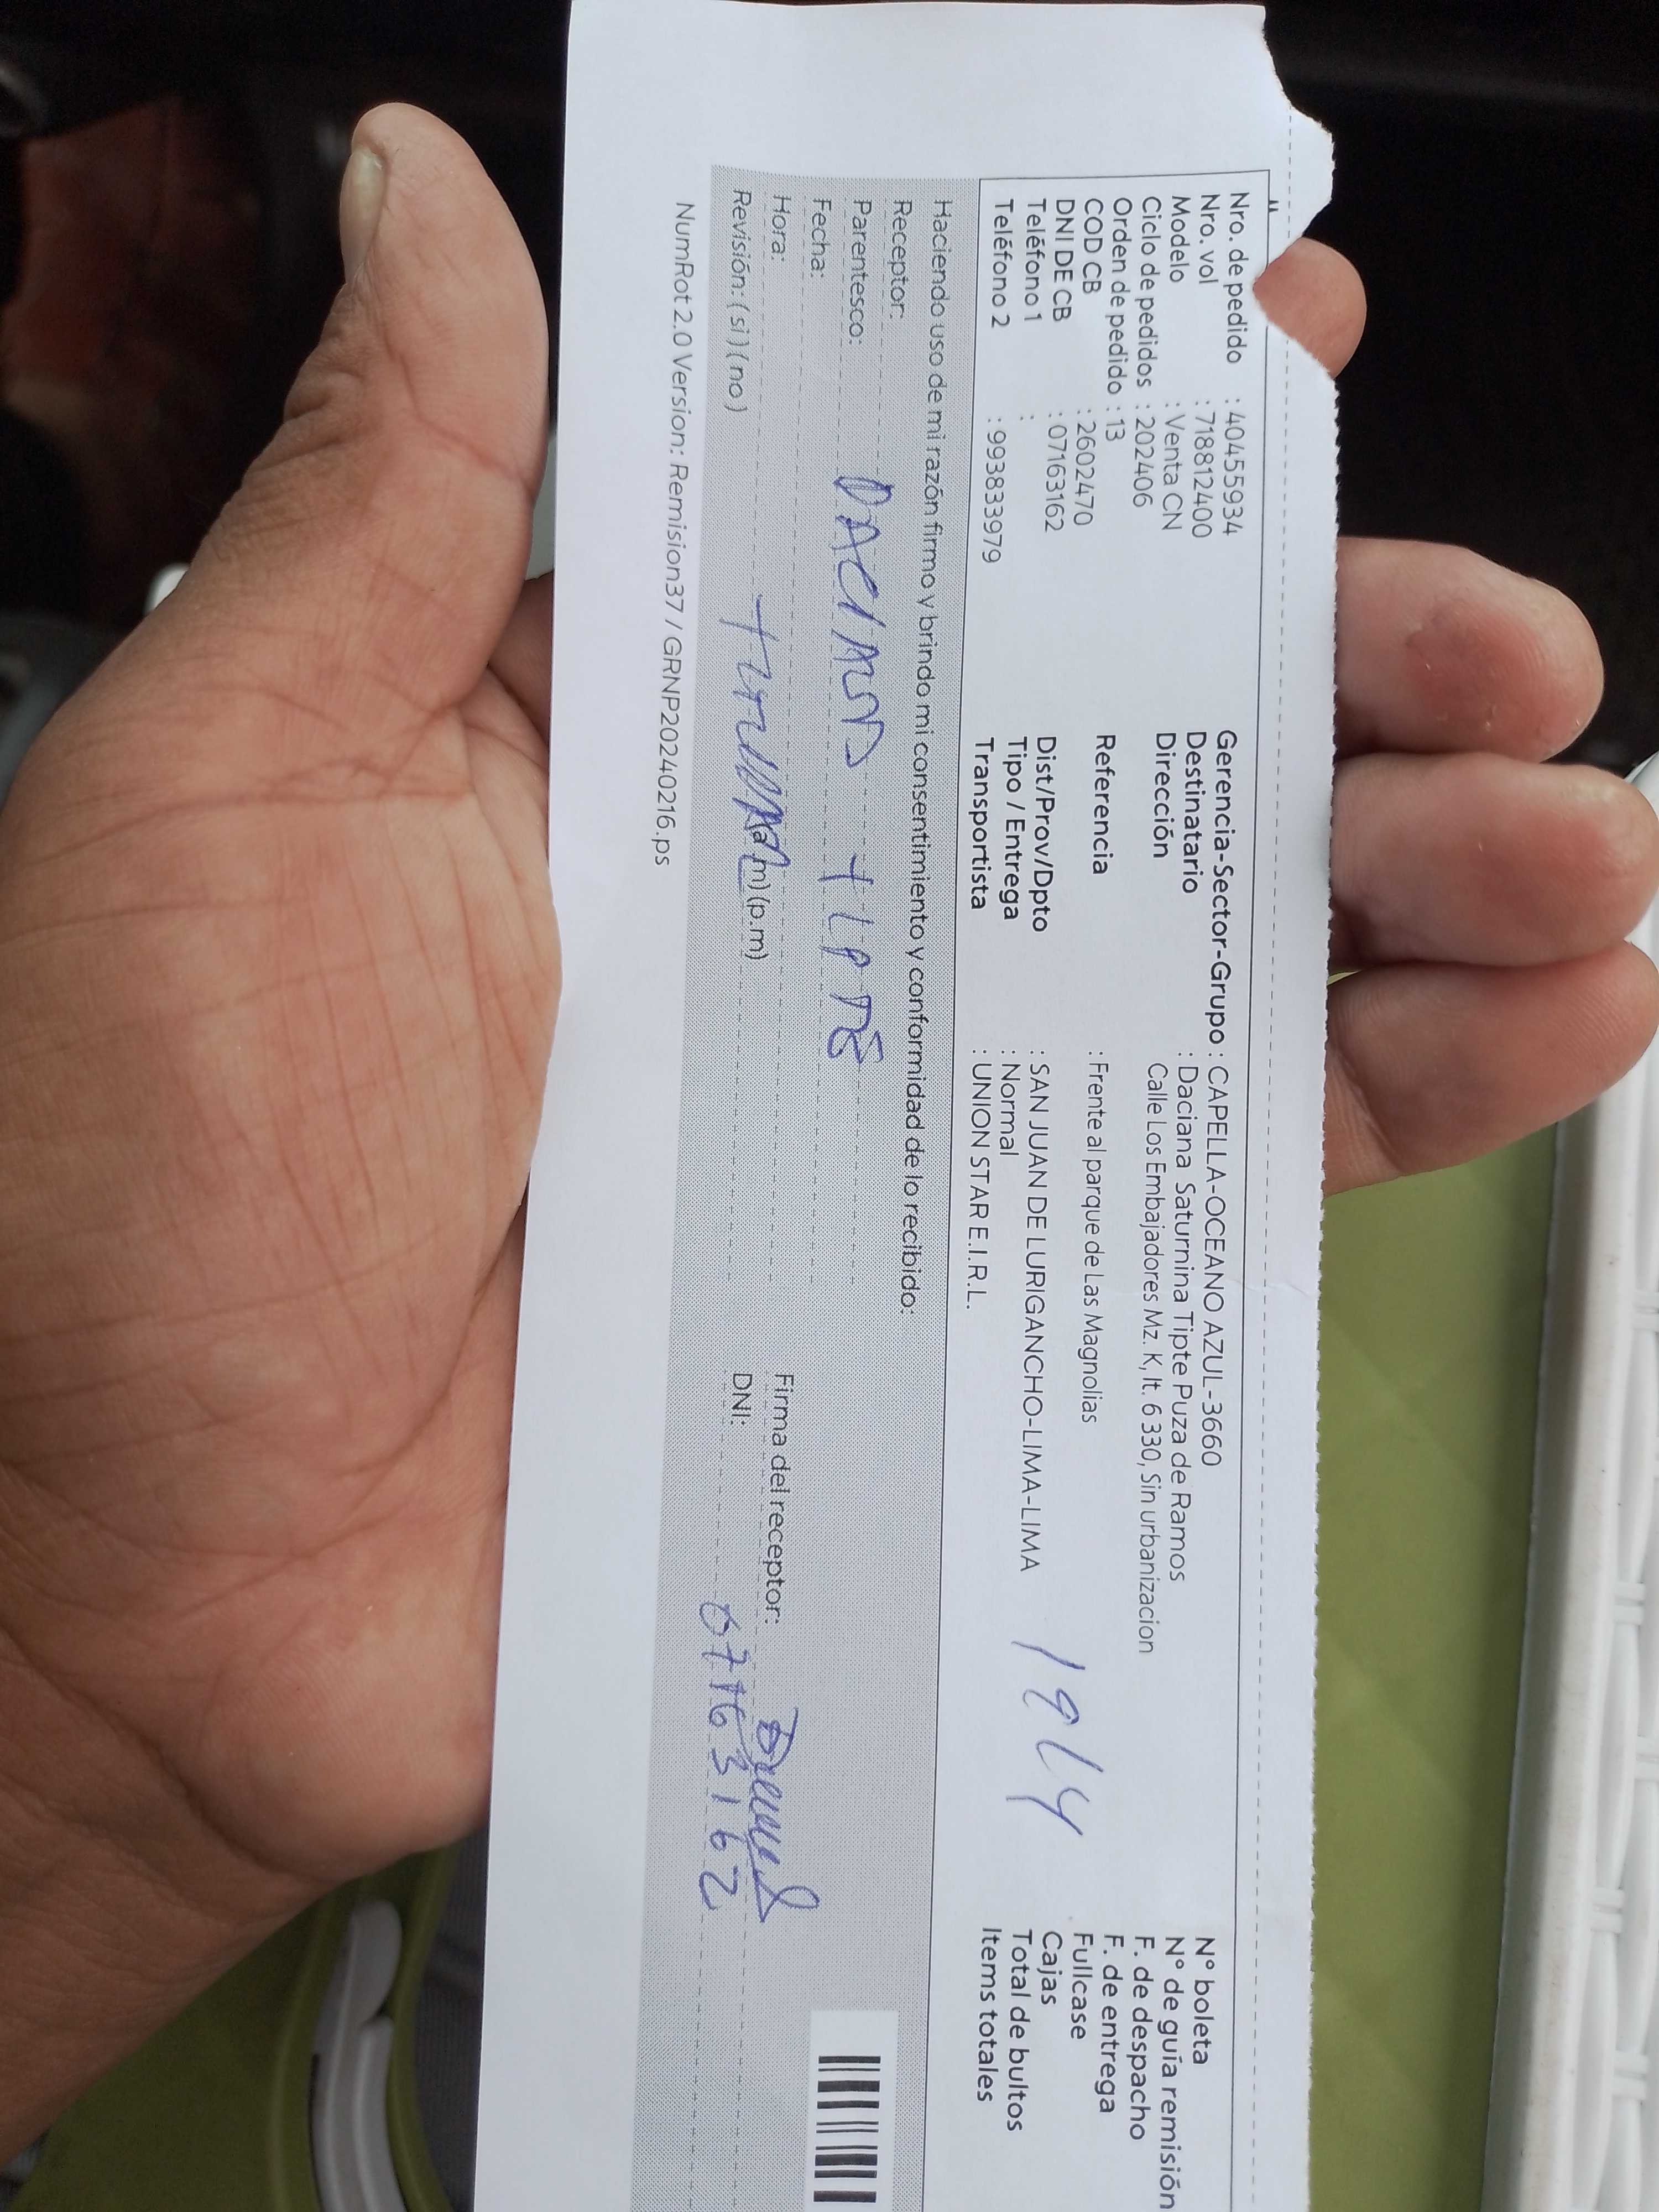 Nro. de pedido : 40455934
Nro. vol : 718812400
Modelo : Venta CN
Ciclo de pedidos : 202406
Orden de pedido : 13
COD CB : 2602470
DNI DE CB : 07163162
Teléfono 1 :
Teléfono 2 : 993833979
Gerencia-Sector-Grupo : CAPELLA-OCEANO AZUL-3660
Destinatario : Daciana Saturnina Tipte Puza de Ramos
Dirección Calle Los Embajadores Mz. K, lt. 6 330, Sin urbanizacion
Referencia : Frente al parque de Las Magnolias
Dist/Prov/Dpto : SAN JUAN DE LURIGANCHO-LIMA-LIMA
Tipo / Entrega : Normal
Transportista : UNION STAR E.I.R.L.
N° boleta
N° de guía remisión
F. de despacho
F. de entrega
Fullcase
Cajas
Total de bultos
Items totales
Haciendo uso de mi razón firmo y brindo mi consentimiento y conformidad de lo recibido:
Receptor:
Parentesco:
Fecha:
Hora: (a.m)(p.m)
Revisión: (si) (no)
Firma del receptor:
DNI: 07163162
NumRot 2.0 Version: Remision37 / GRNP20240216.ps